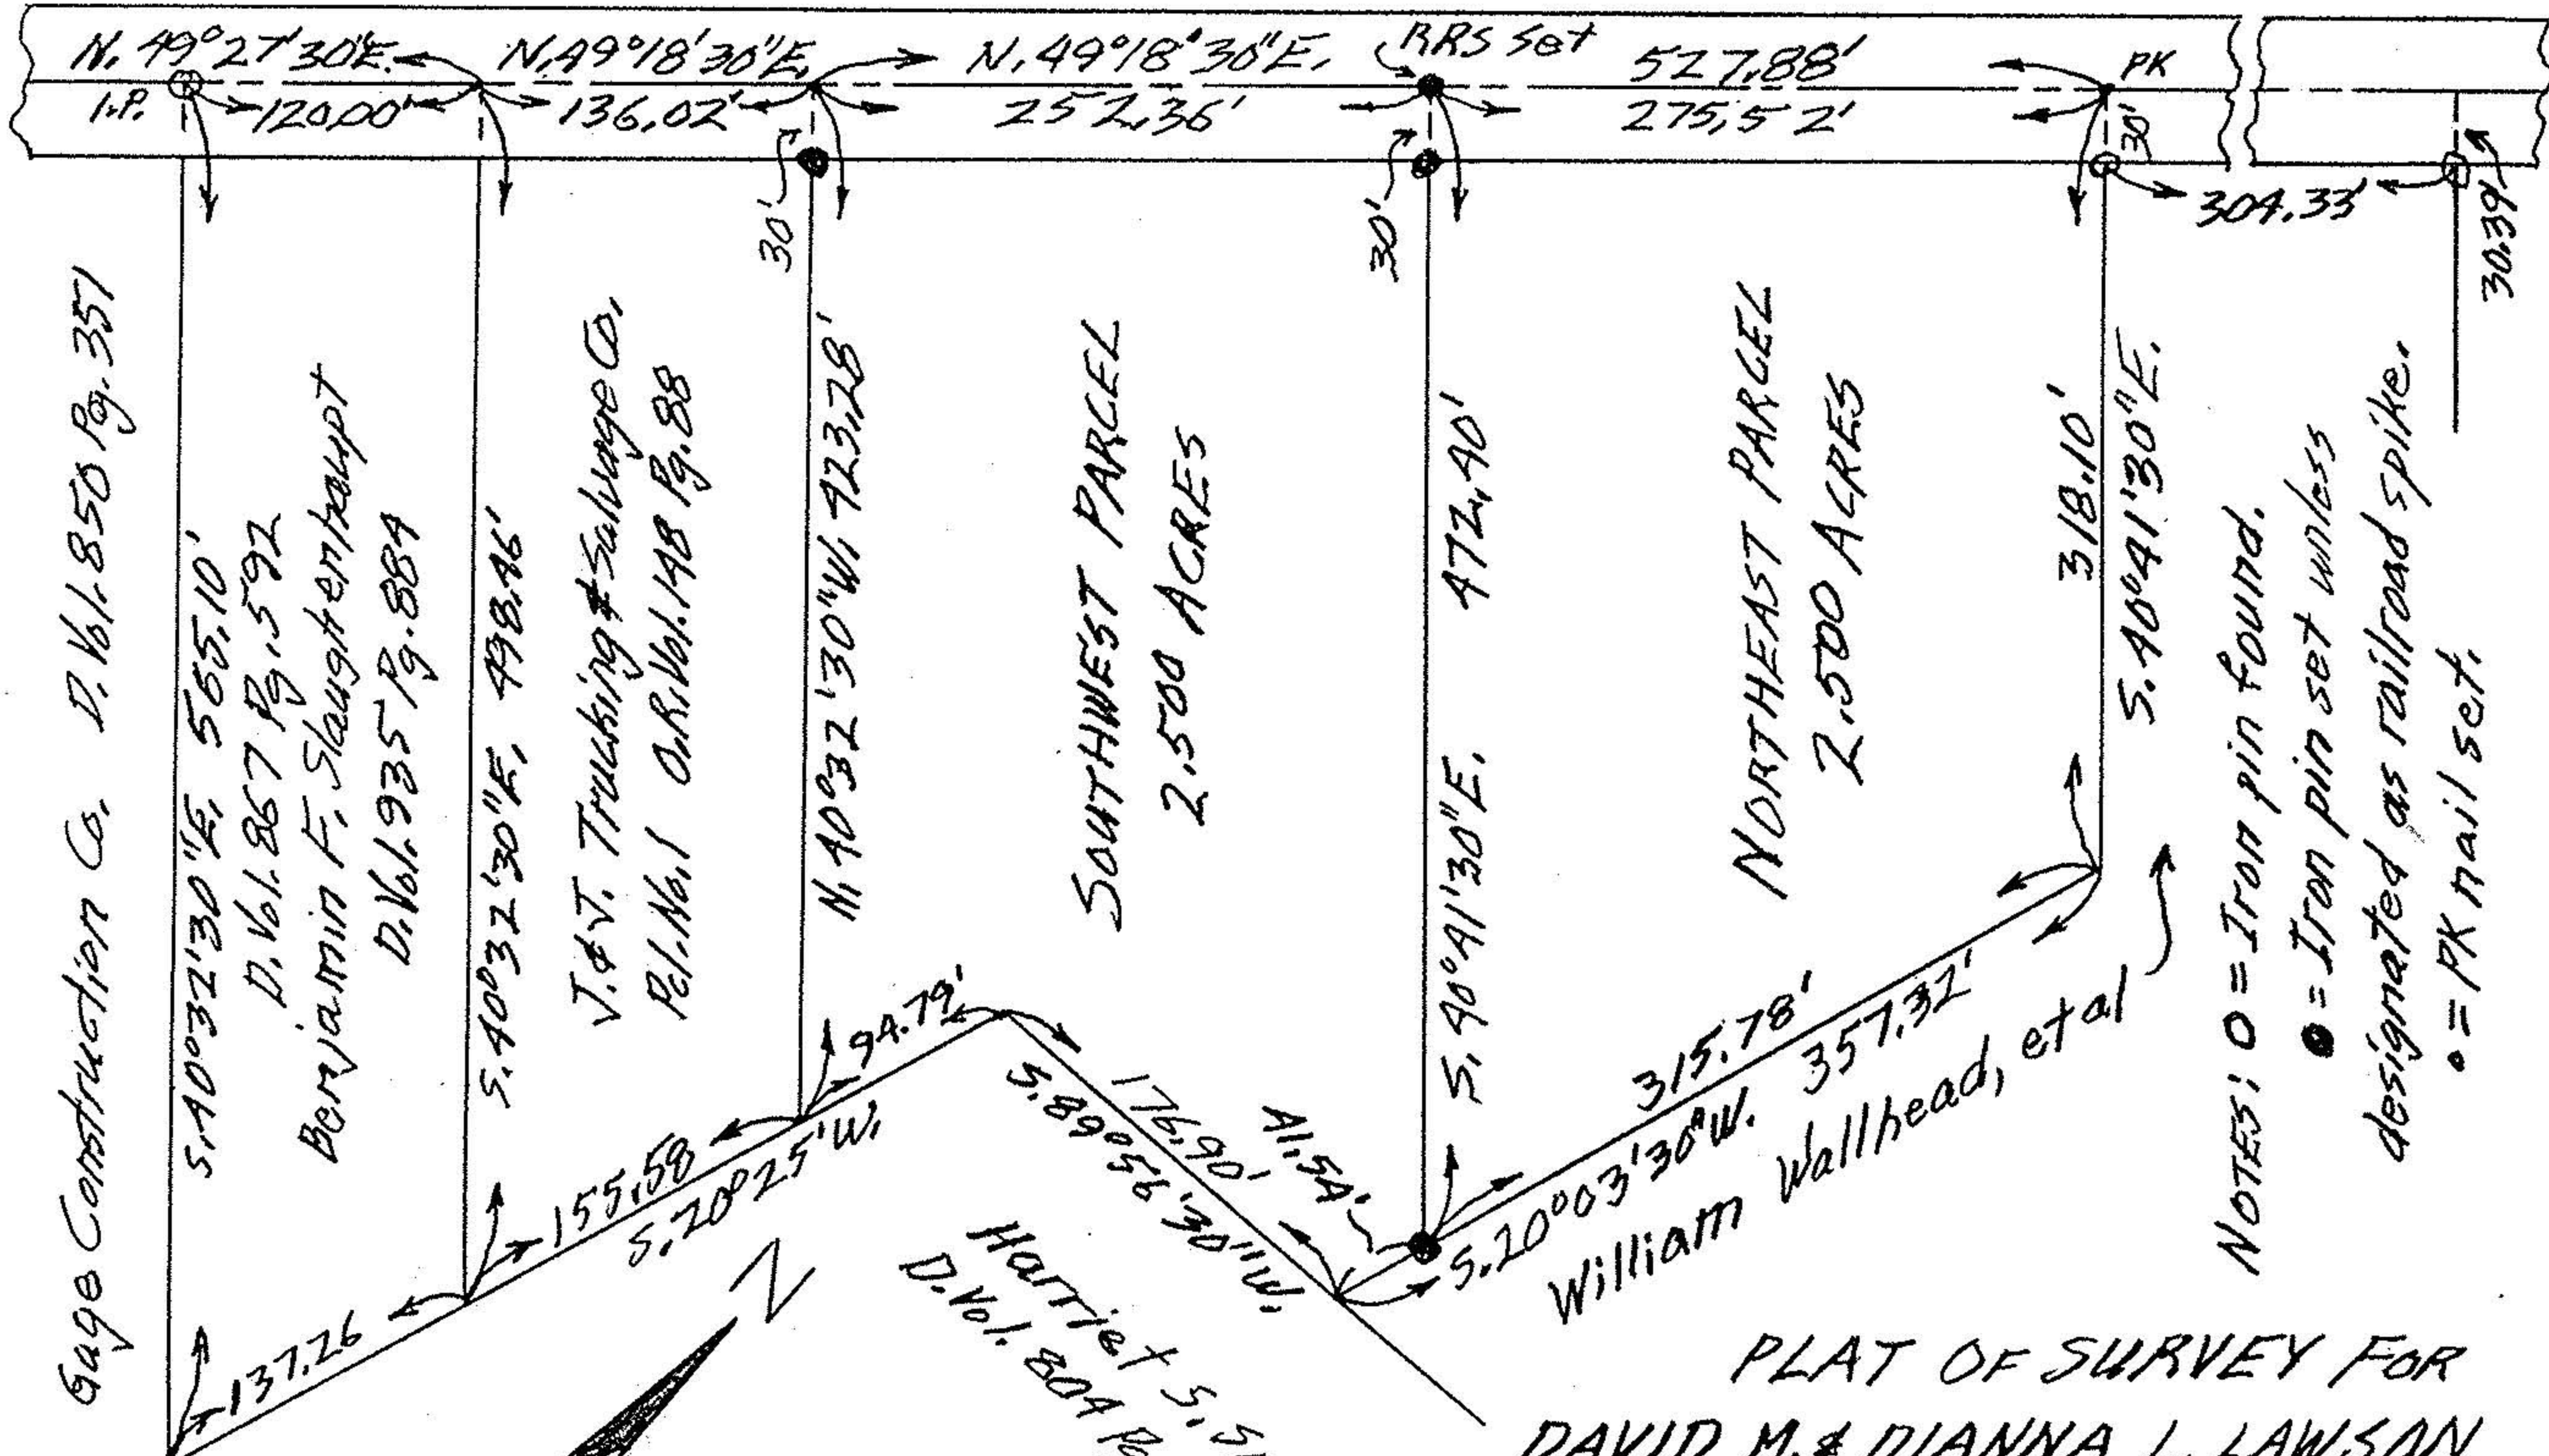 N. 49°27'30"E.
N. 49°18'30"E.
N. 49°18'30"E.
RRS Set
527.88'
PK
I.P.
120.00'
136.02'
252.36'
275.52'
30'
30'
30'
304.33'
30.39'
Gage Construction Co. D.Vol. 850 Pg. 351
S. 40°32'30"E. 565.10'
D.Vol. 867 Pg. 592
Benjamin F. Slaughenhaupt
D.Vol. 935 Pg. 884
S. 40°32'30"E. 498.46'
J. & J. Trucking & Salvage Co.
Pcl. No. 1 O.R. Vol. 148 Pg. 88
N. 40°32'30"W. 423.28'
SOUTHWEST PARCEL
2.500 ACRES
S. 40°41'30"E. 472.40'
NORTHEAST PARCEL
2.500 ACRES
318.10'
S. 40°41'30"E.
137.26
155.58
S. 20°25'W.
94.79'
176.90'
S. 89°56'30"W.
41.54'
315.78'
S. 20°03'30"W. 357.32'
William Wallhead, et al
Harriet S.
D.Vol. 804
N
NOTES: O = Iron pin found.
● = Iron pin set unless
designated as railroad spike.
∘ = PK nail set.
PLAT OF SURVEY FOR
DAVID M. & DIANNA L. LAWSON